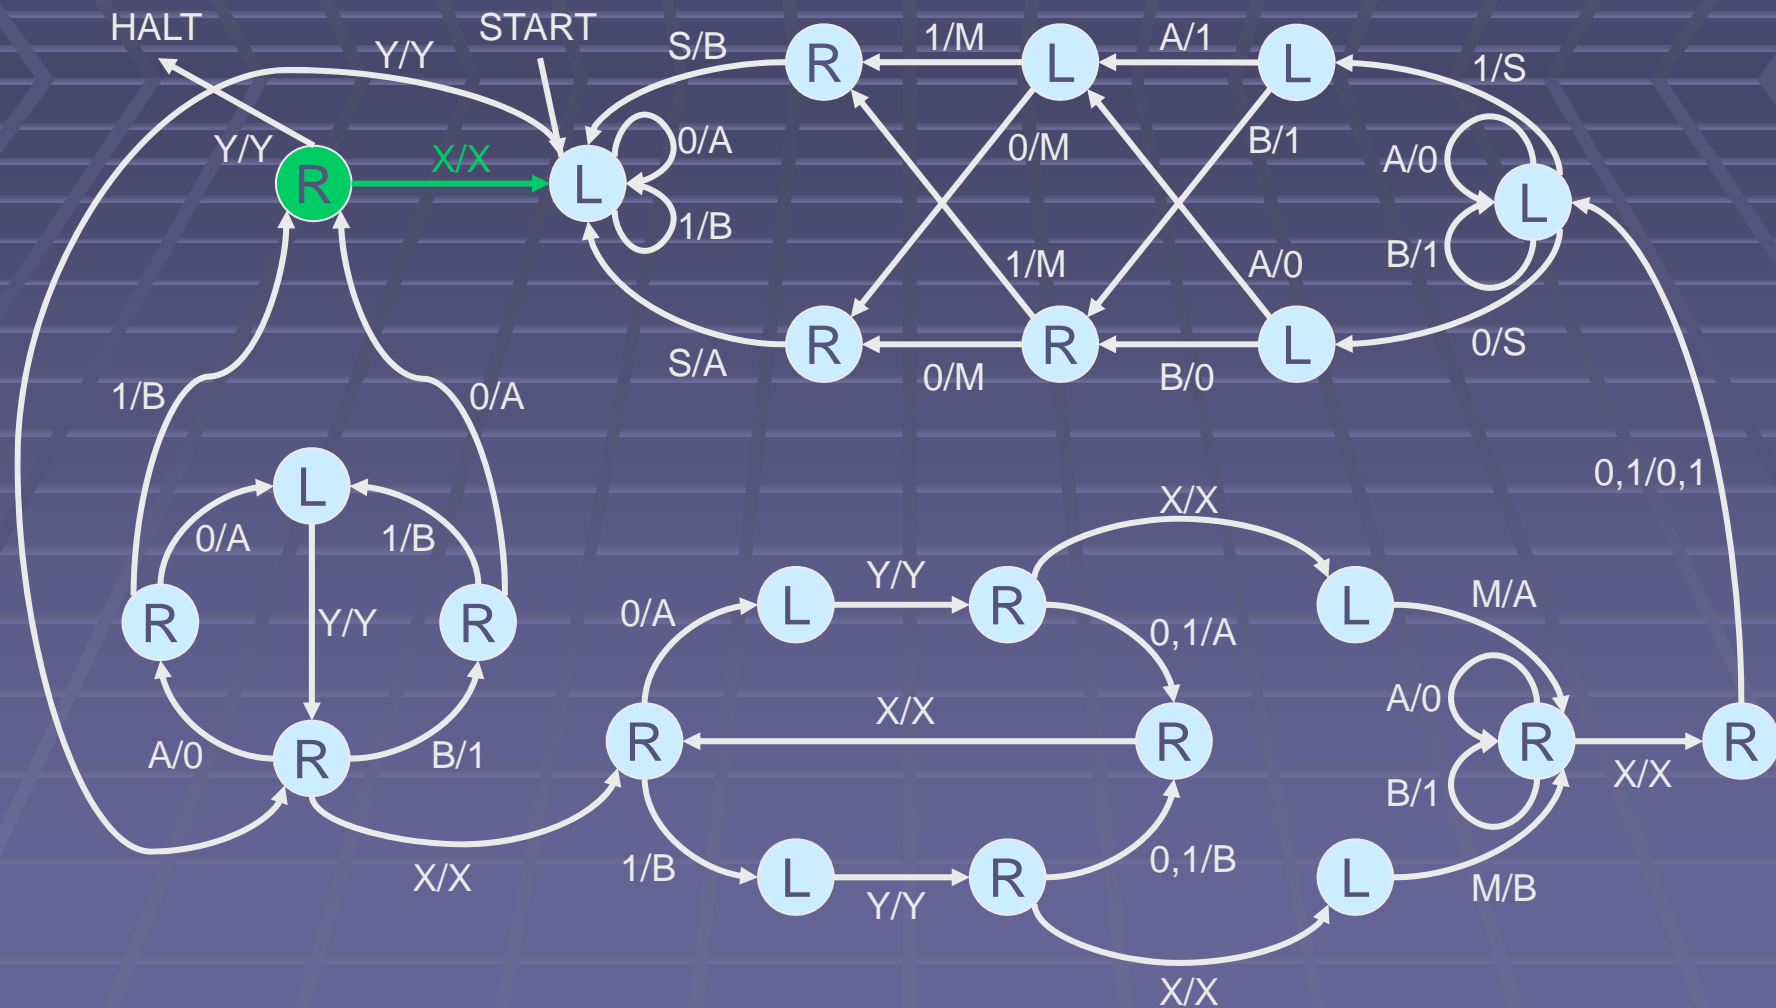 HALT
START
Y/Y
S/B
R
1/M
L
A/1
L
1/S
Y/Y
R
X/X
L
0/A
1/B
0/M
B/1
A/0
L
B/1
1/M
A/0
S/A
R
0/M
R
B/0
L
0/S
1/B
0/A
0,1/0,1
L
0/A
1/B
R
Y/Y
R
A/0
R
B/1
X/X
0/A
L
Y/Y
R
X/X
0,1/A
L
M/A
R
X/X
R
A/0
R
B/1
X/X
R
1/B
L
Y/Y
R
0,1/B
L
M/B
X/X